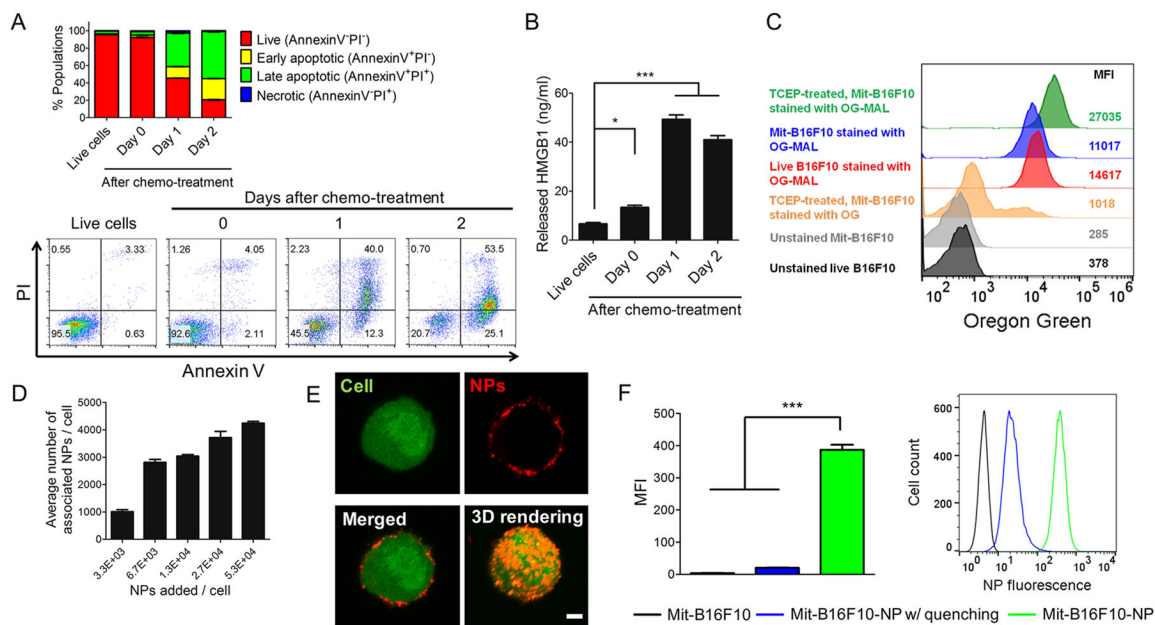 A
% Populations
100
80
60
40
20
0
Live cells
Day 0
Day 1
Day 2
After chemo-treatment
Live (AnnexinV⁻PI⁻)
Early apoptotic (AnnexinV⁺PI⁻)
Late apoptotic (AnnexinV⁺PI⁺)
Necrotic (AnnexinV⁻PI⁺)
Days after chemo-treatment
Live cells
0
1
2
0.55
3.33
95.5
0.63
1.26
4.05
92.6
2.11
2.23
40.0
45.5
12.3
0.70
53.5
20.7
25.1
PI
Annexin V
B
Released HMGB1 (ng/ml)
60
40
20
0
*
***
Live cells
Day 0
Day 1
Day 2
After chemo-treatment
C
MFI
TCEP-treated, Mit-B16F10
stained with OG-MAL
27035
Mit-B16F10 stained with
OG-MAL
11017
Live B16F10 stained with
OG-MAL
14617
TCEP-treated, Mit-B16F10
stained with OG
1018
Unstained Mit-B16F10
285
Unstained live B16F10
378
10² 10³ 10⁴ 10⁵ 10⁶
Oregon Green
D
Average number of
associated NPs / cell
5000
4000
3000
2000
1000
0
3.3E+03
6.7E+03
1.3E+04
2.7E+04
5.3E+04
NPs added / cell
E
Cell
NPs
Merged
3D rendering
F
MFI
500
400
300
200
100
0
***
Cell count
600
400
200
0
10⁰ 10¹ 10² 10³ 10⁴
NP fluorescence
Mit-B16F10
Mit-B16F10-NP w/ quenching
Mit-B16F10-NP